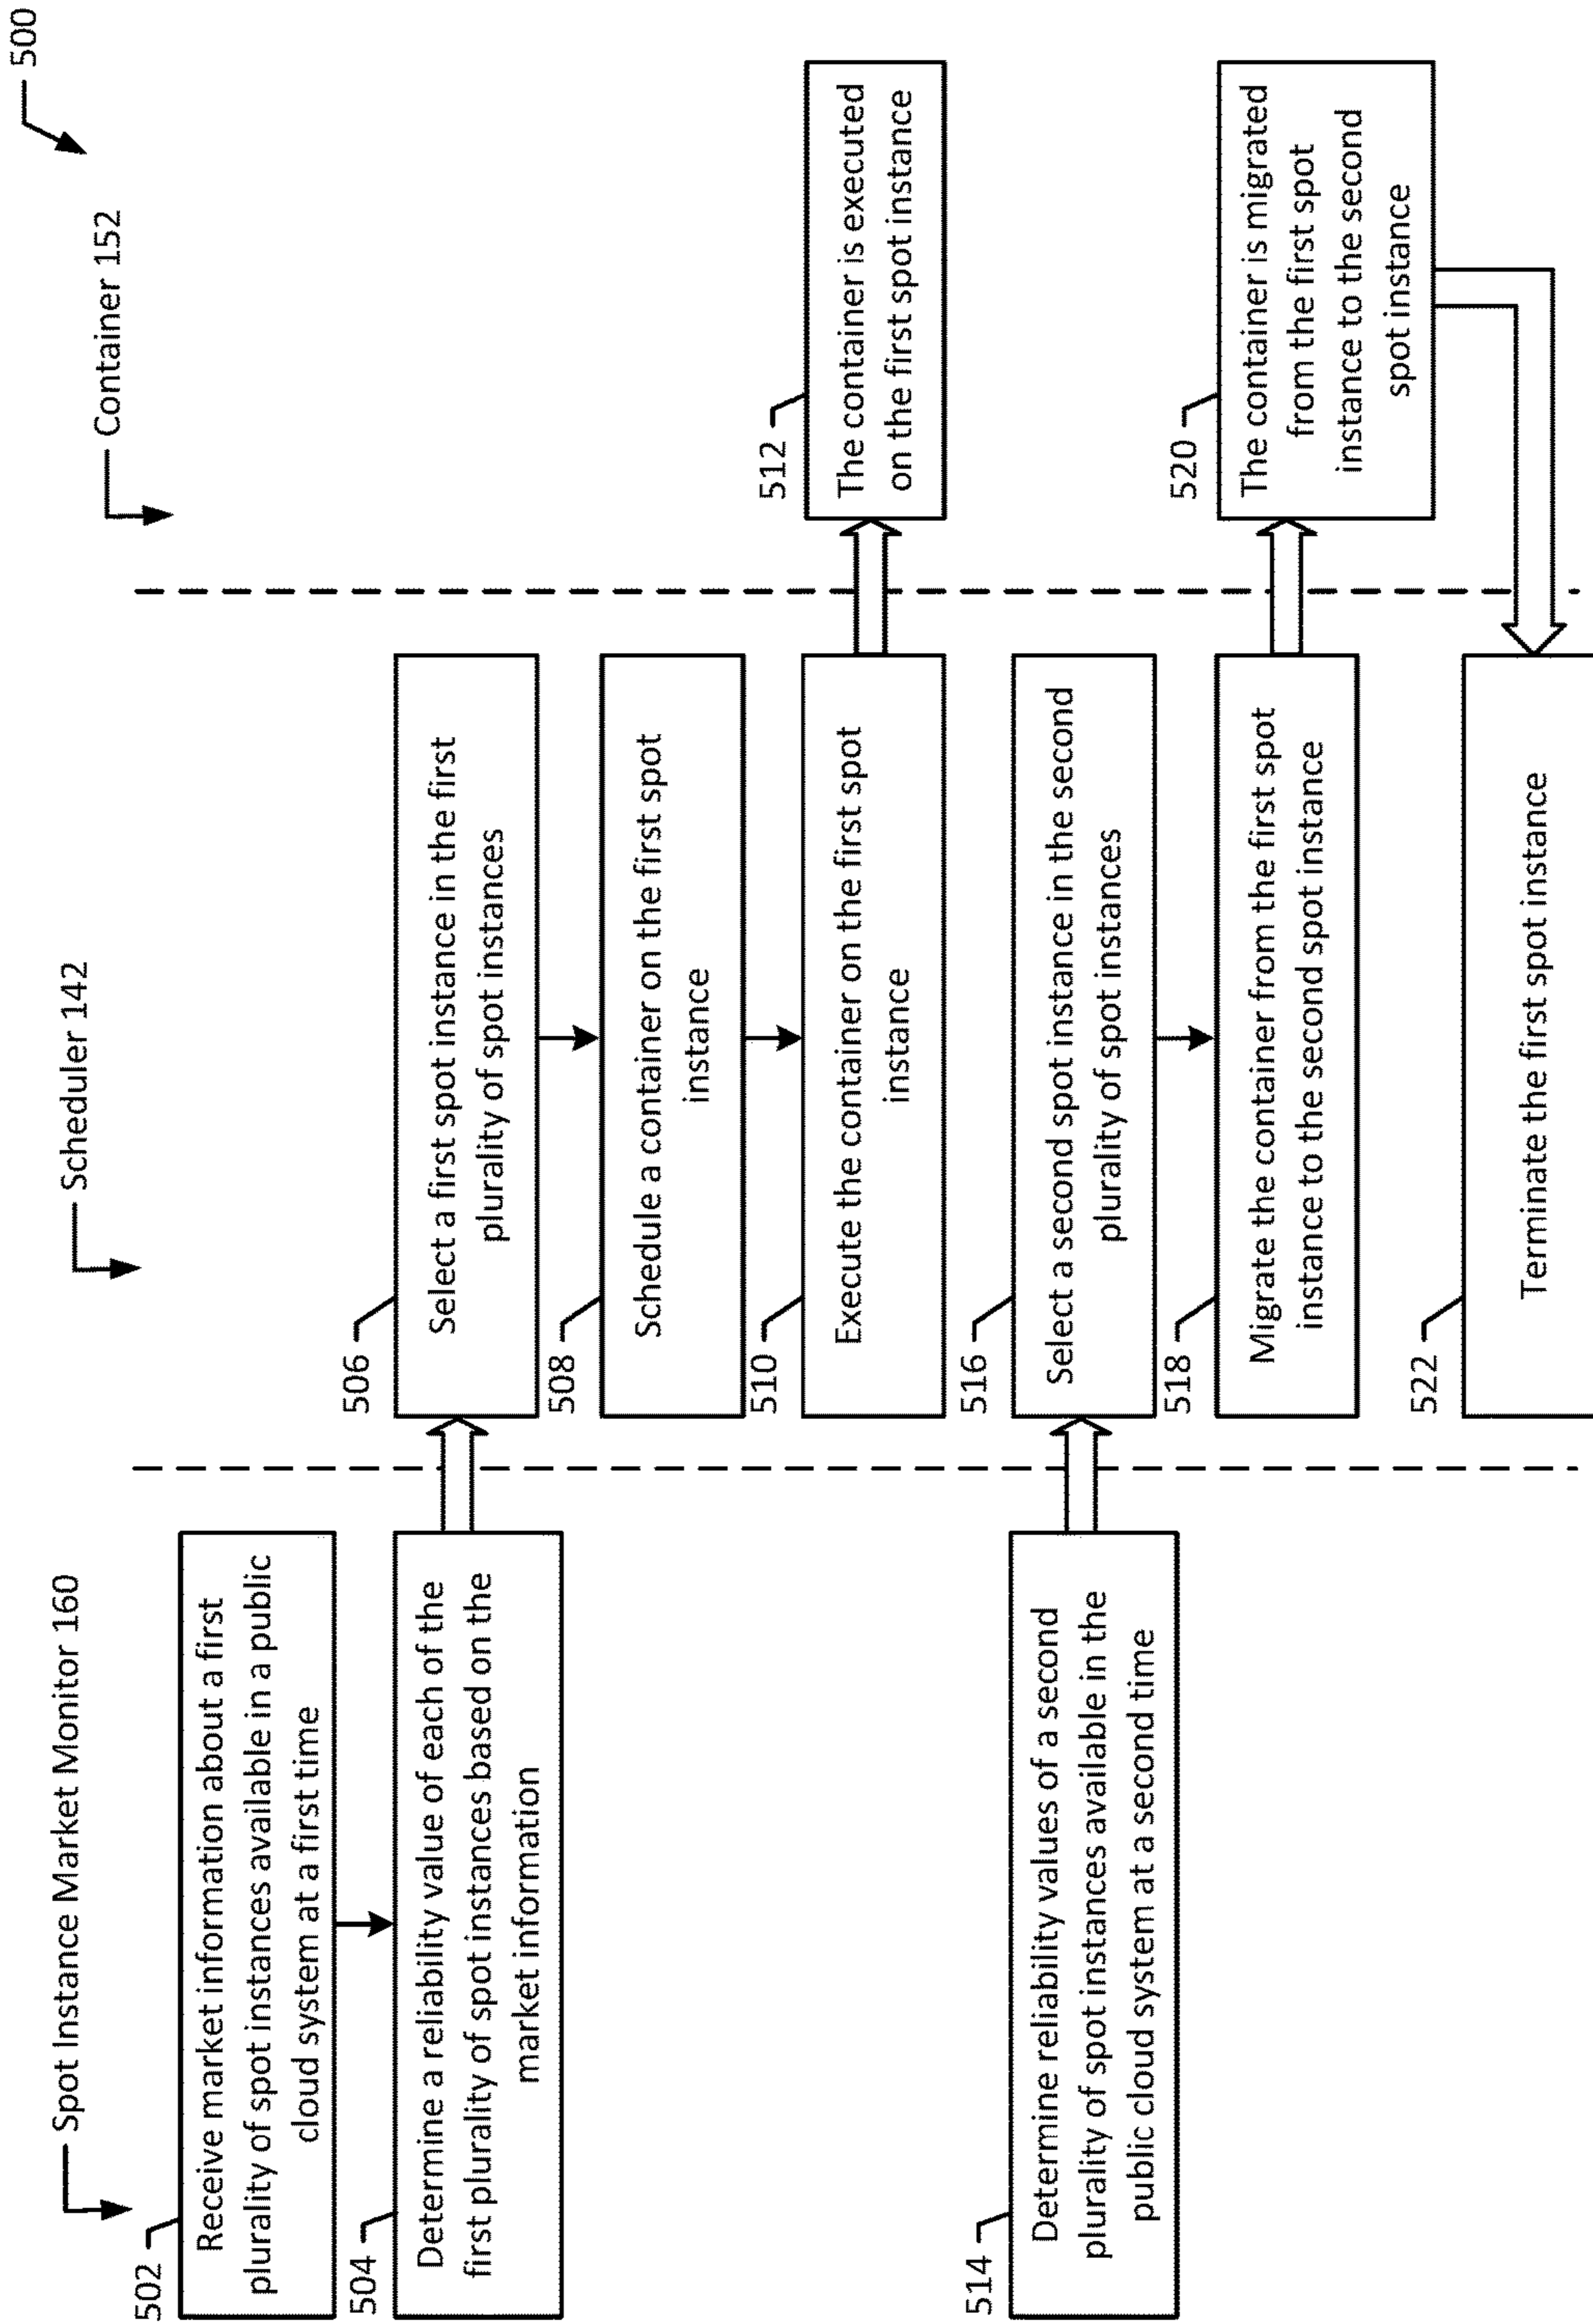 500
Spot Instance Market Monitor 160
Scheduler 142
Container 152
502
Receive market information about a first
plurality of spot instances available in a public
cloud system at a first time
504
Determine a reliability value of each of the
first plurality of spot instances based on the
market information
506
Select a first spot instance in the first
plurality of spot instances
508
Schedule a container on the first spot
instance
510
Execute the container on the first spot
instance
512
The container is executed
on the first spot instance
514
Determine reliability values of a second
plurality of spot instances available in the
public cloud system at a second time
516
Select a second spot instance in the second
plurality of spot instances
518
Migrate the container from the first spot
instance to the second spot instance
520
The container is migrated
from the first spot
instance to the second
spot instance
522
Terminate the first spot instance